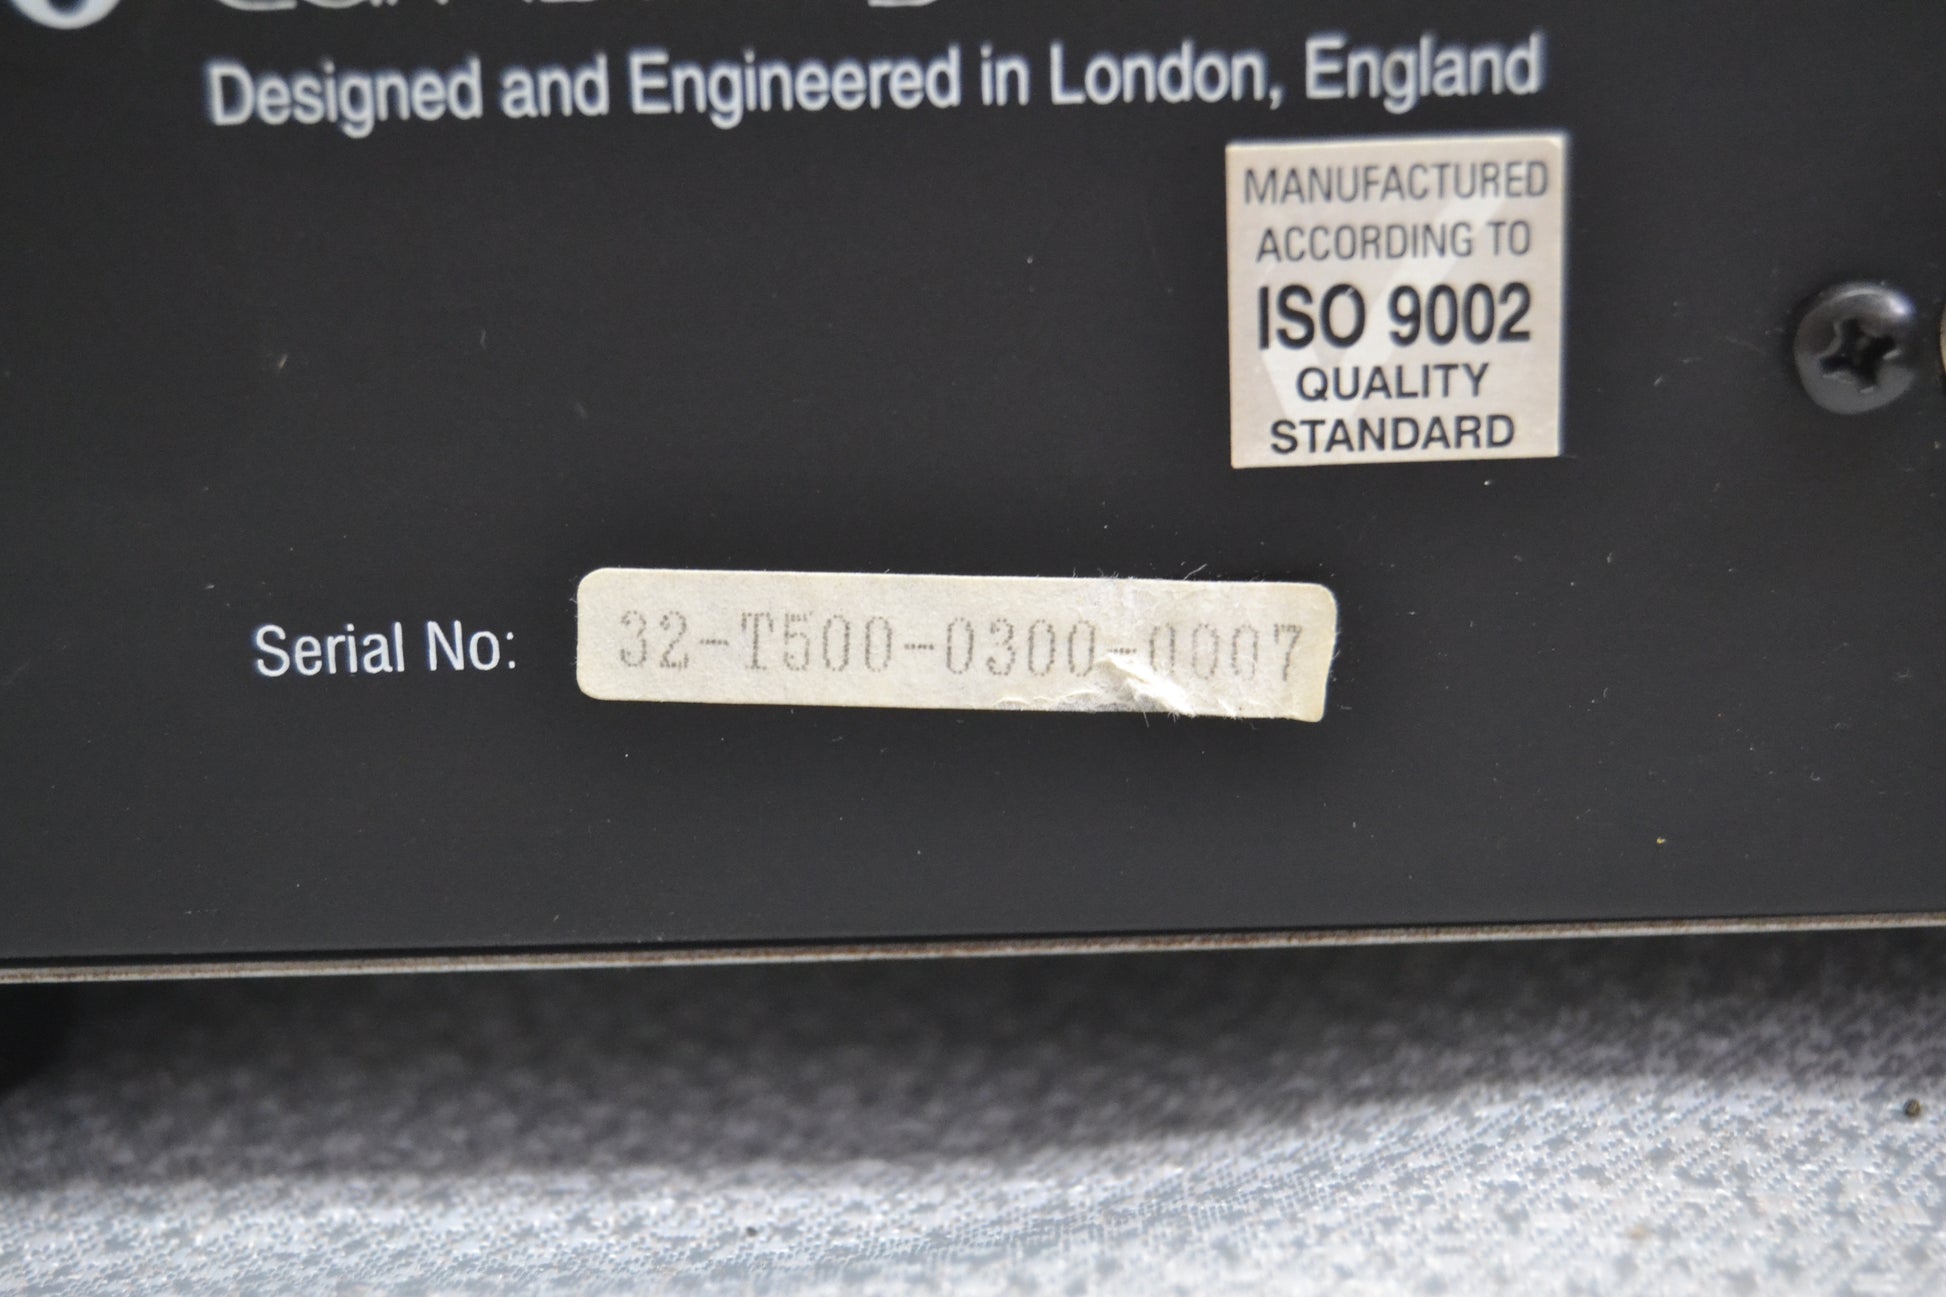 Designed and Engineered in London, England
MANUFACTURED
ACCORDING TO
ISO 9002
QUALITY
STANDARD
Serial No:
32-T500-0300-0007